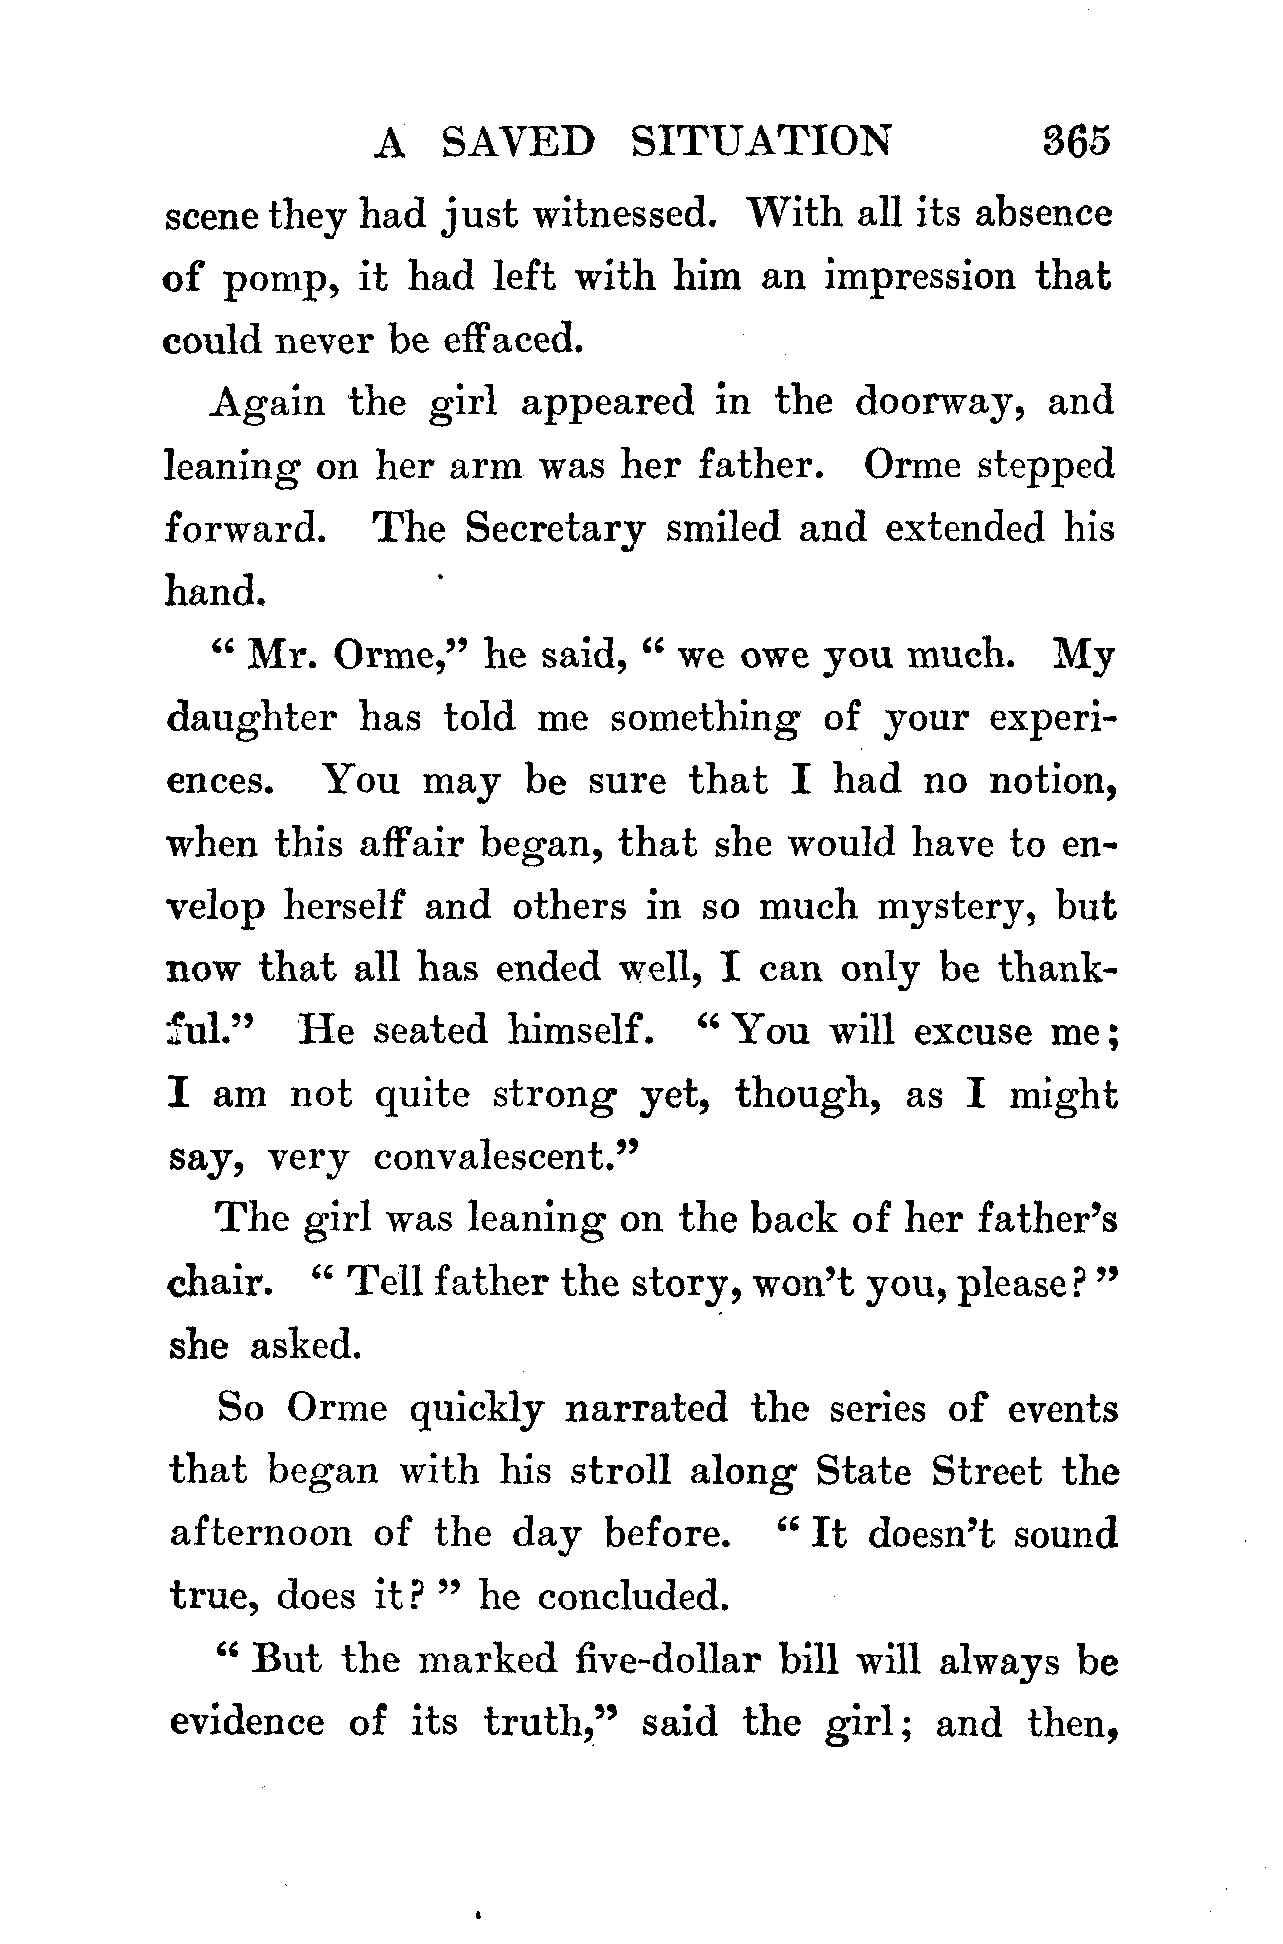 A SAVED SITUATION 365
scene they had just witnessed. With all its absence
of pomp, it had left with him an impression that
could never be effaced.
Again the girl appeared in the doorway, and
leaning on her arm was her father. Orme stepped
forward. The Secretary smiled and extended his
hand.
“ Mr. Orme,” he said, “ we owe you much. My
daughter has told me something of your experi-
ences. You may be sure that I had no notion,
when this affair began, that she would have to en-
velop herself and others in so much mystery, but
now that all has ended well, I can only be thank-
ful.” He seated himself. “ You will excuse me;
I am not quite strong yet, though, as I might
say, very convalescent.”
The girl was leaning on the back of her father’s
chair. “ Tell father the story, won’t you, please? ”
she asked.
So Orme quickly narrated the series of events
that began with his stroll along State Street the
afternoon of the day before. “ It doesn’t sound
true, does it? ” he concluded.
“ But the marked five-dollar bill will always be
evidence of its truth,” said the girl; and then,